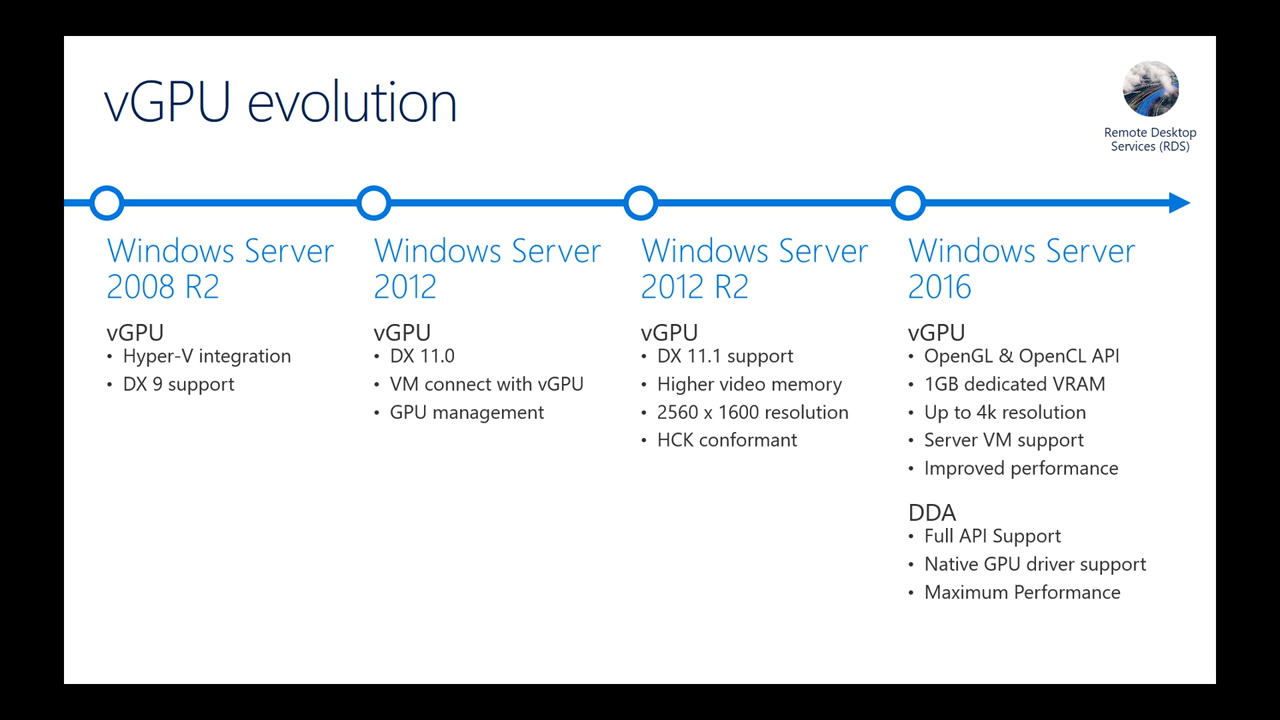 vGPU evolution
Remote Desktop
Services (RDS)
Windows Server
2008 R2
vGPU
• Hyper-V integration
• DX 9 support
Windows Server
2012
vGPU
• DX 11.0
• VM connect with vGPU
• GPU management
Windows Server
2012 R2
vGPU
• DX 11.1 support
• Higher video memory
• 2560 x 1600 resolution
• HCK conformant
Windows Server
2016
vGPU
• OpenGL & OpenCL API
• 1GB dedicated VRAM
• Up to 4k resolution
• Server VM support
• Improved performance
DDA
• Full API Support
• Native GPU driver support
• Maximum Performance